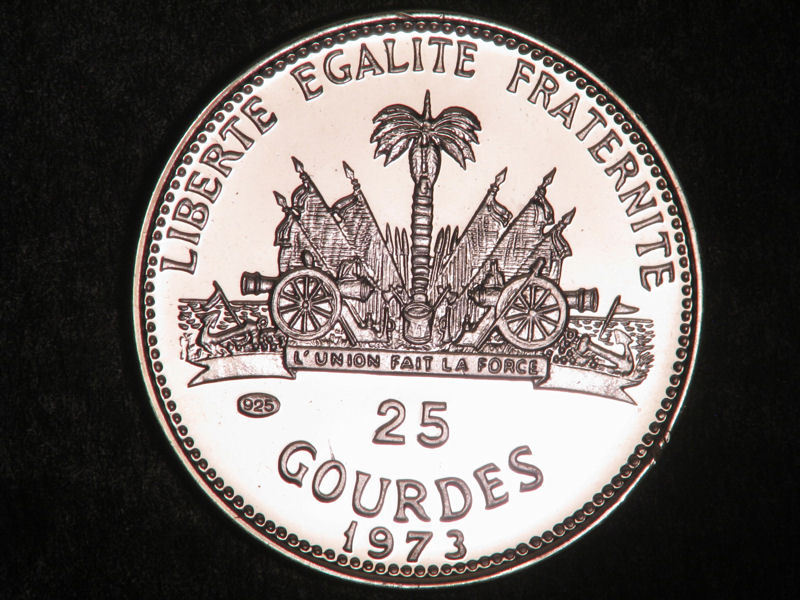 LIBERTE EGALITE FRATERNITE
L'UNION FAIT LA FORCE
925
25
GOURDES
1973